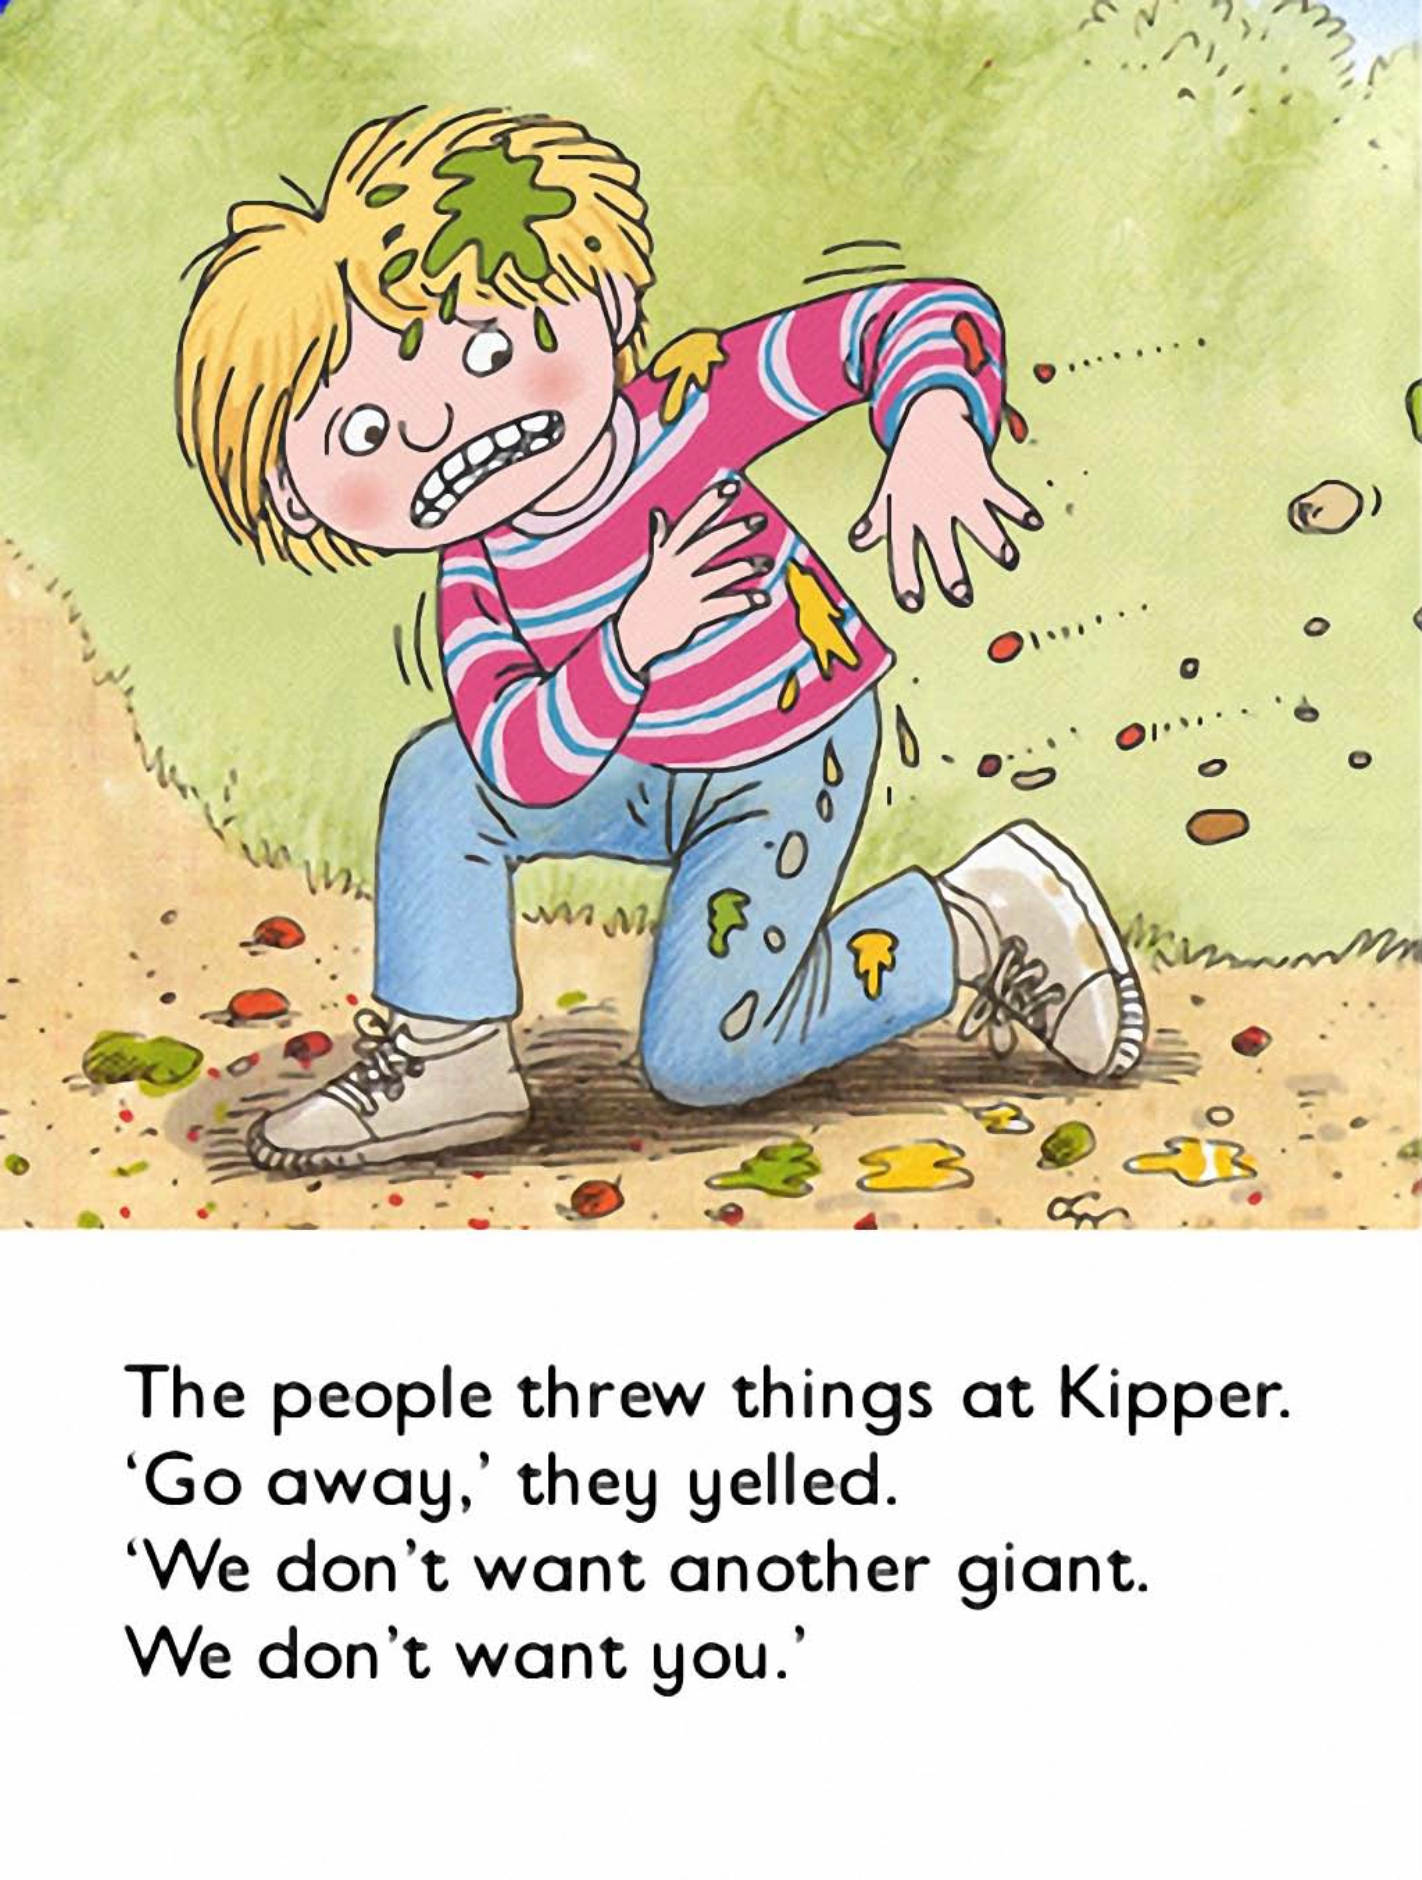 The people threw things at Kipper.
‘Go away,’ they yelled.
‘We don’t want another giant.
We don’t want you.’